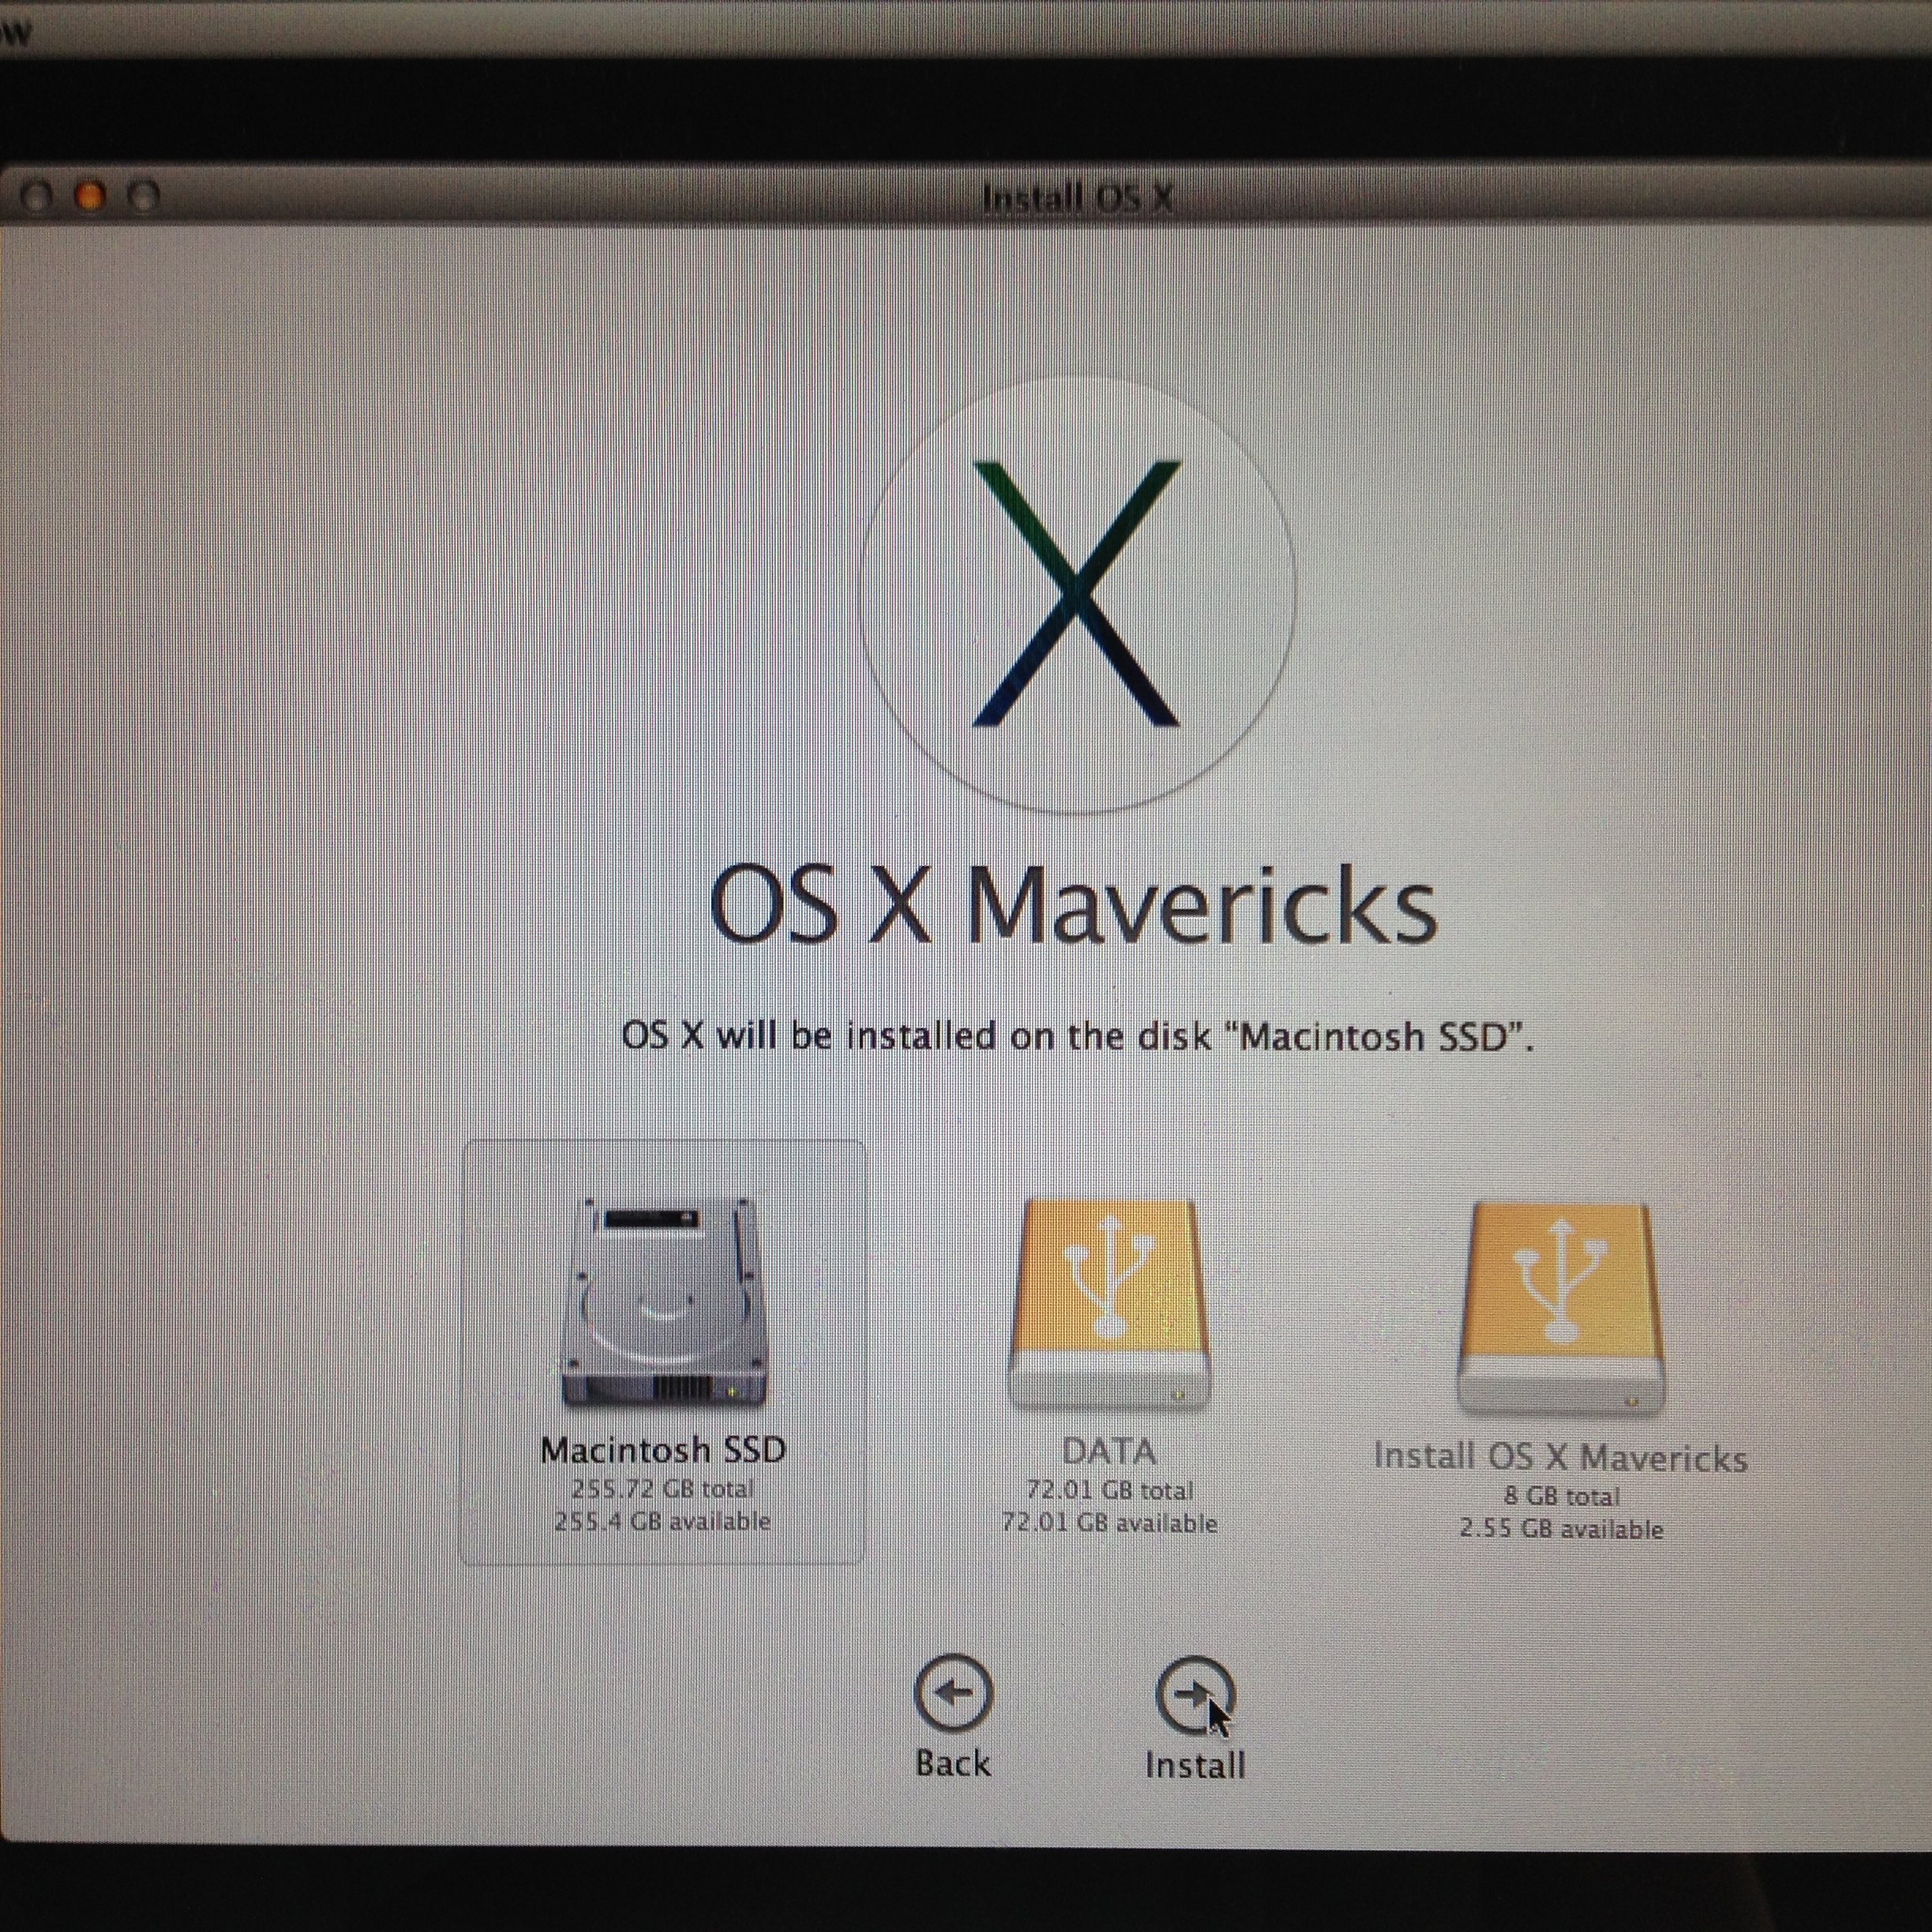 Install OS X
X
OS X Mavericks
OS X will be installed on the disk “Macintosh SSD”.
Macintosh SSD
255.72 GB total
255.4 GB available
DATA
72.01 GB total
72.01 GB available
Install OS X Mavericks
8 GB total
2.55 GB available
Back
Install